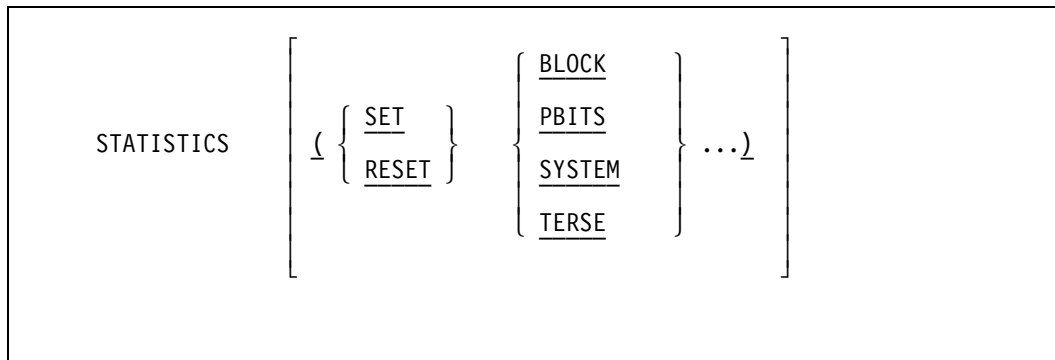 BLOCK
SET PBITS
STATISTICS ( ...)
RESET SYSTEM
TERSE